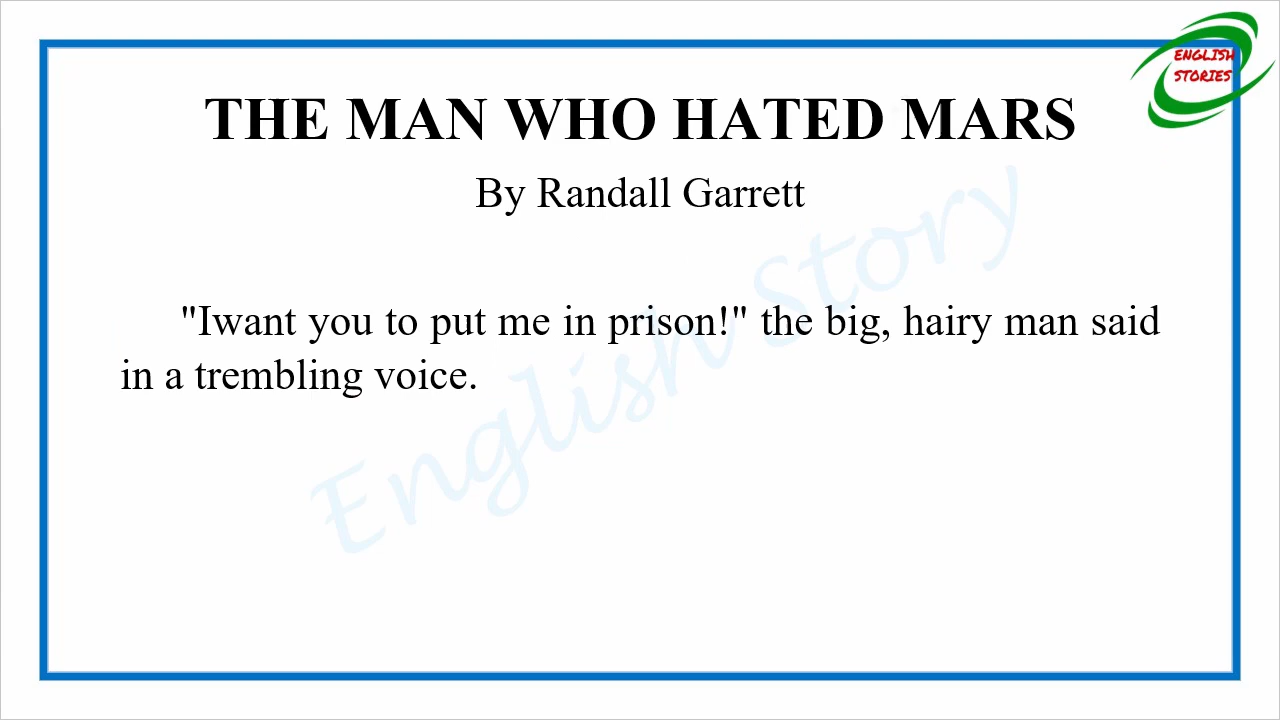 ENGLISH
STORIES
THE MAN WHO HATED MARS
By Randall Garrett
"Iwant you to put me in prison!" the big, hairy man said
in a trembling voice.
English Story